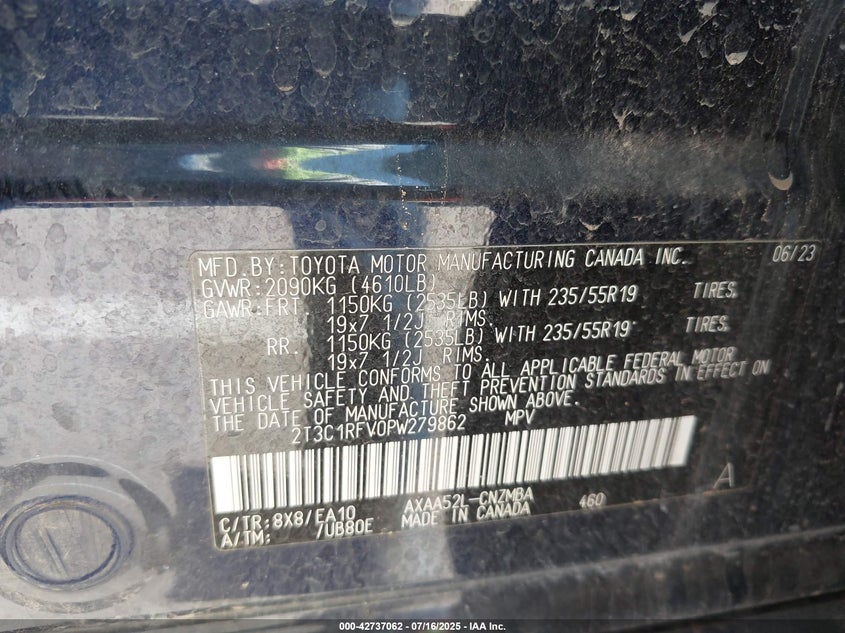 MFD.BY:TOYOTA MOTOR MANUFACTURING CANADA INC. 06/23
GVWR:2090KG (4610LB)
GAWR:FRT. 1150KG (2535LB) WITH 235/55R19 TIRES,
19x7 1/2J RIMS.
RR. 1150KG (2535LB) WITH 235/55R19 TIRES,
19x7 1/2J RIMS.
THIS VEHICLE CONFORMS TO ALL APPLICABLE FEDERAL MOTOR
VEHICLE SAFETY AND THEFT PREVENTION STANDARDS IN EFFECT ON
THE DATE OF MANUFACTURE SHOWN ABOVE.
2T3C1RFV0PW279862 MPV
C/TR:8X8/EA10 AXAA52L-CNZMBA 460 A
A/TM: /UB80E MADE IN CANADA
000-42737062 - 07/16/2025 - IAA Inc.